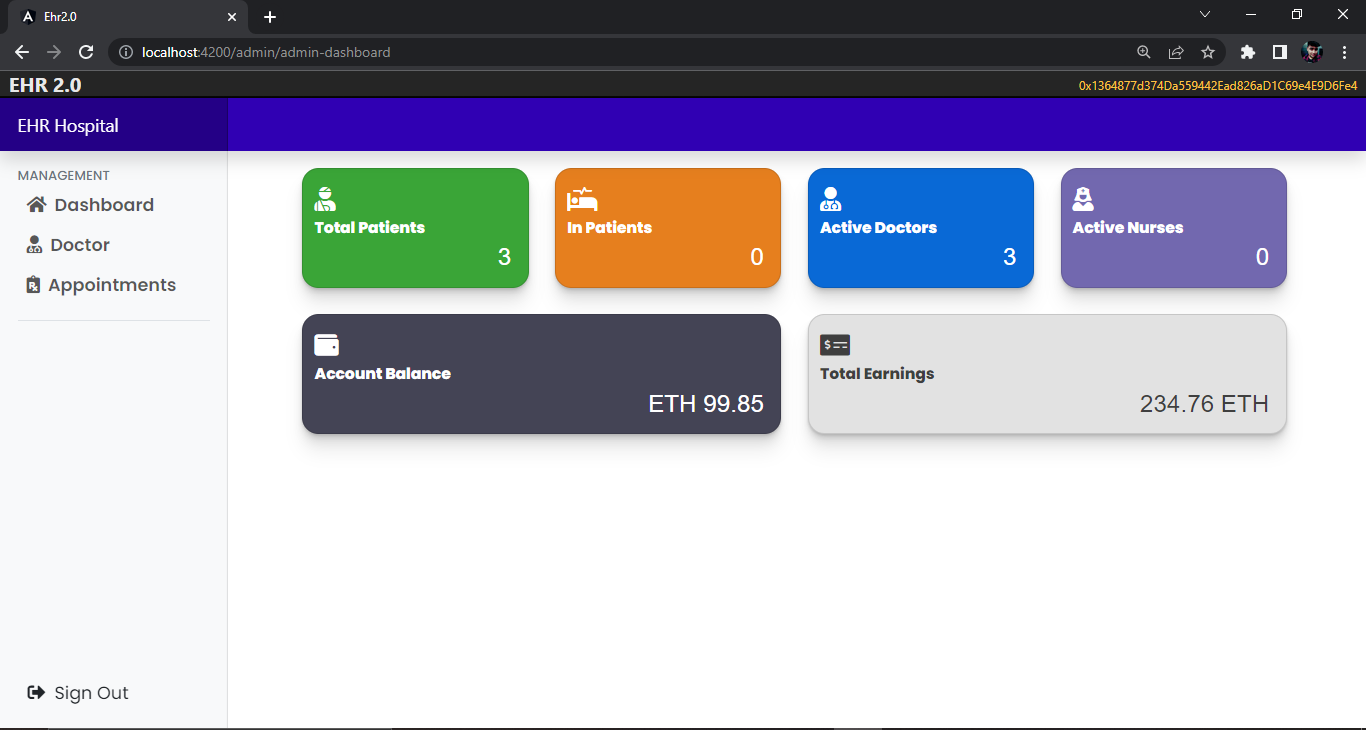 Ehr2.0
localhost:4200/admin/admin-dashboard
EHR 2.0
0x1364877d374Da559442Ead826aD1C69e4E9D6Fe4
EHR Hospital
MANAGEMENT
Dashboard
Doctor
Appointments
Sign Out
Total Patients
3
In Patients
0
Active Doctors
3
Active Nurses
0
Account Balance
ETH 99.85
Total Earnings
234.76 ETH